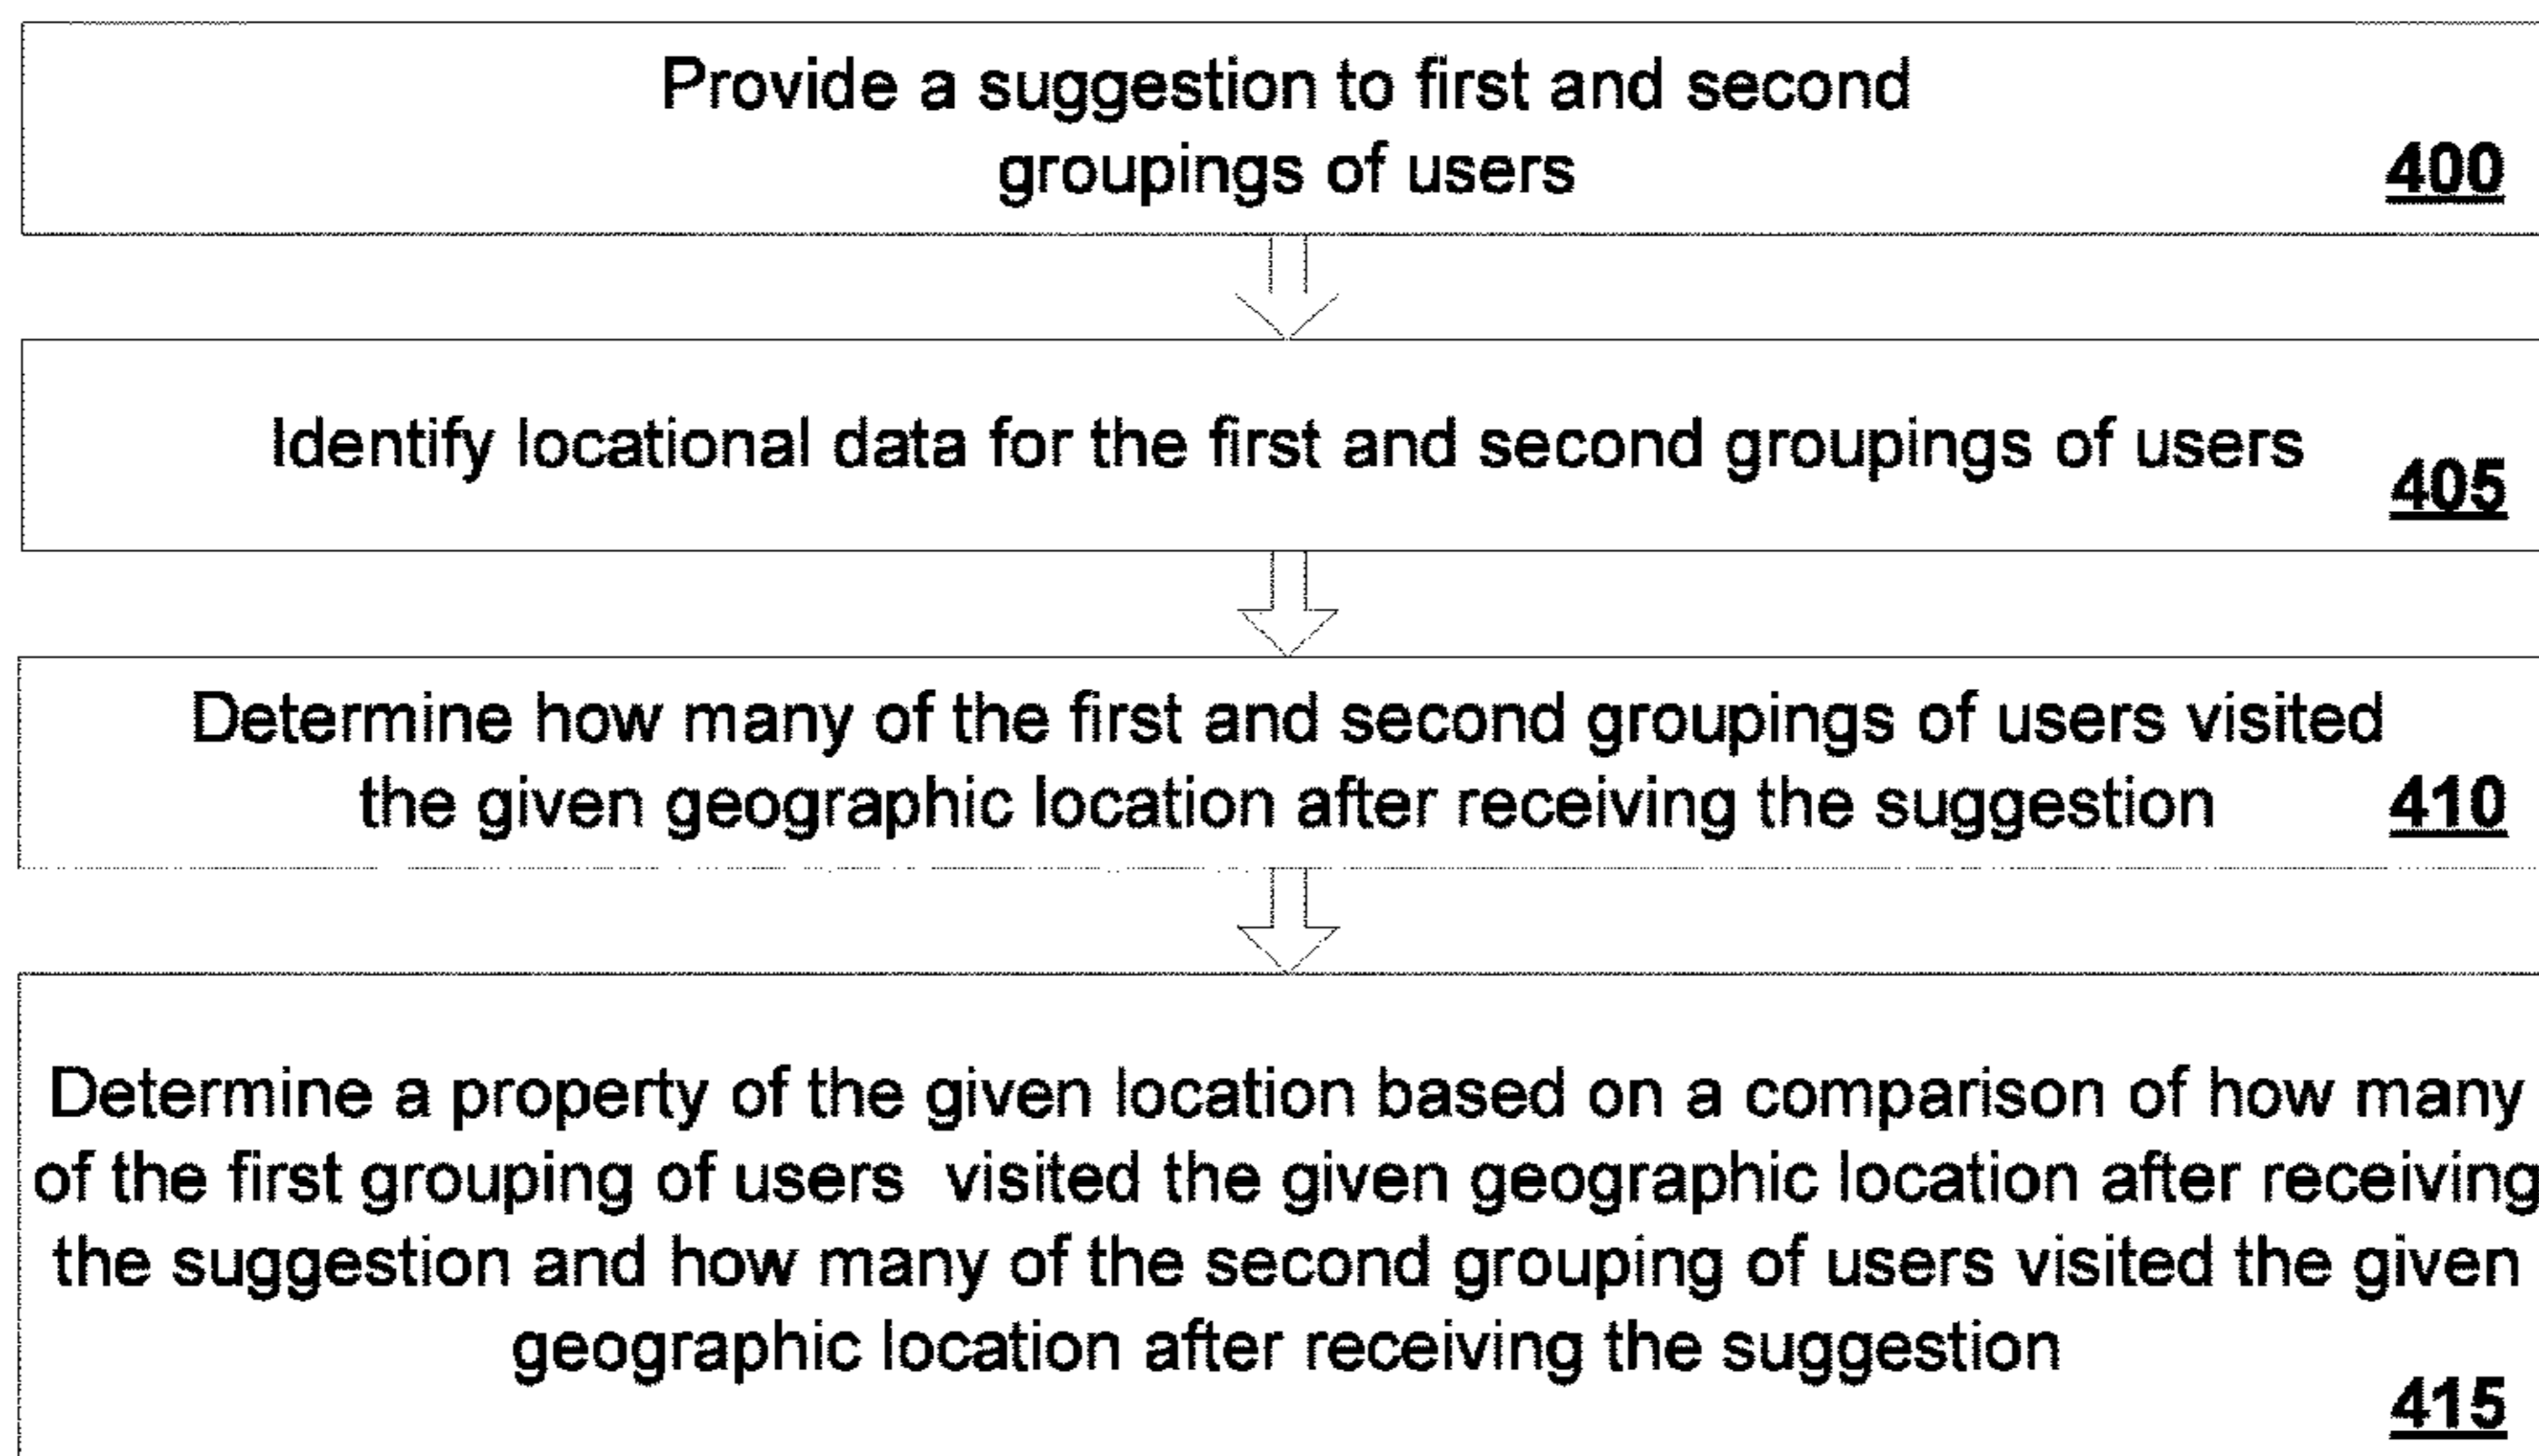 Provide a suggestion to first and second
groupings of users
400
Identify locational data for the first and second groupings of users
405
Determine how many of the first and second groupings of users visited
the given geographic location after receiving the suggestion
410
Determine a property of the given location based on a comparison of how many
of the first grouping of users visited the given geographic location after receiving
the suggestion and how many of the second grouping of users visited the given
geographic location after receiving the suggestion
415